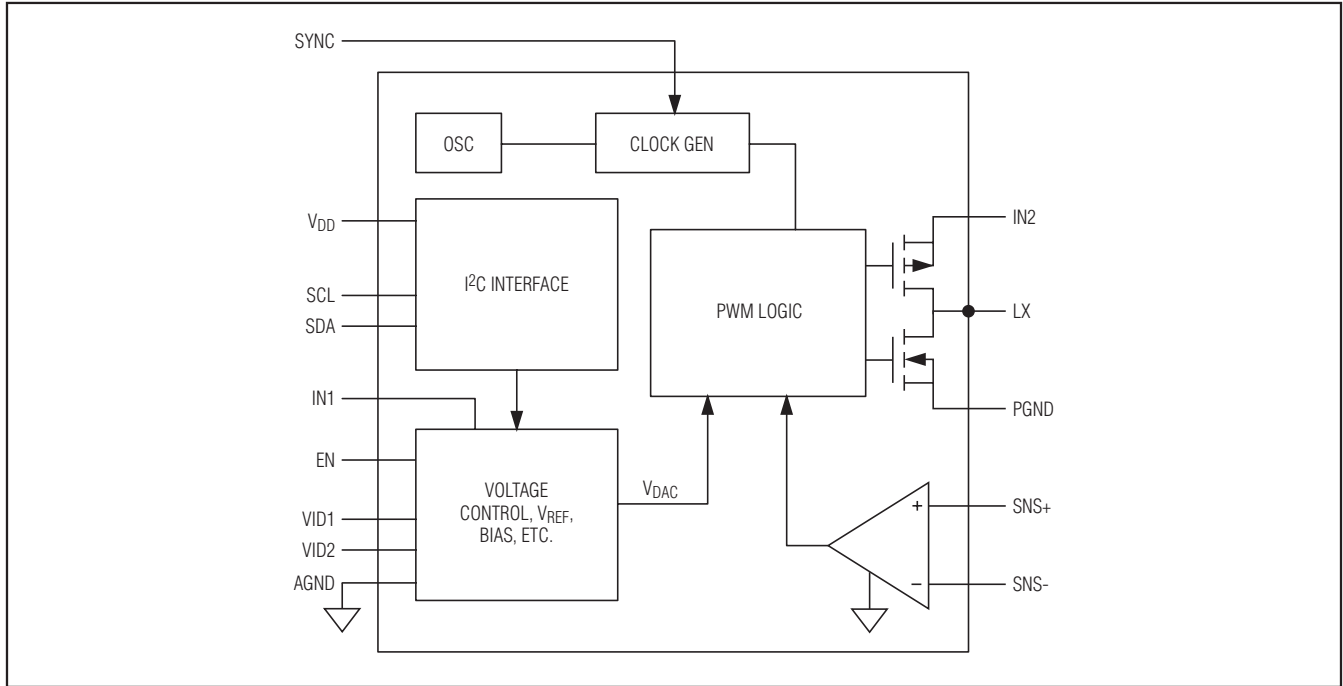 SYNC
OSC
CLOCK GEN
VDD
SCL
SDA
I2C INTERFACE
PWM LOGIC
IN2
LX
PGND
IN1
EN
VID1
VID2
AGND
VOLTAGE
CONTROL, VREF,
BIAS, ETC.
VDAC
+
−
SNS+
SNS-